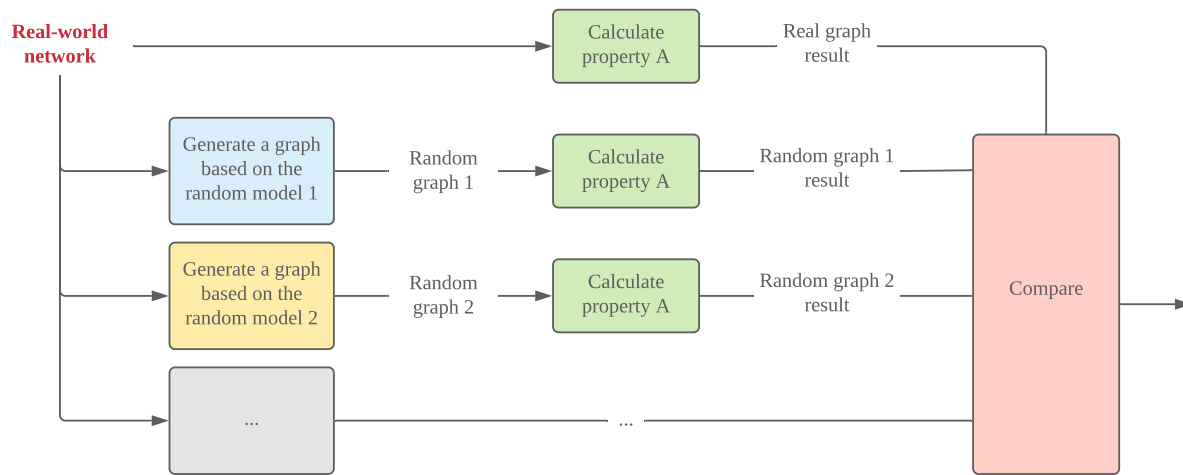 Real-world
network
Calculate
property A
Real graph
result
Generate a graph
based on the
random model 1
Random
graph 1
Calculate
property A
Random graph 1
result
Generate a graph
based on the
random model 2
Random
graph 2
Calculate
property A
Random graph 2
result
Compare
...
...